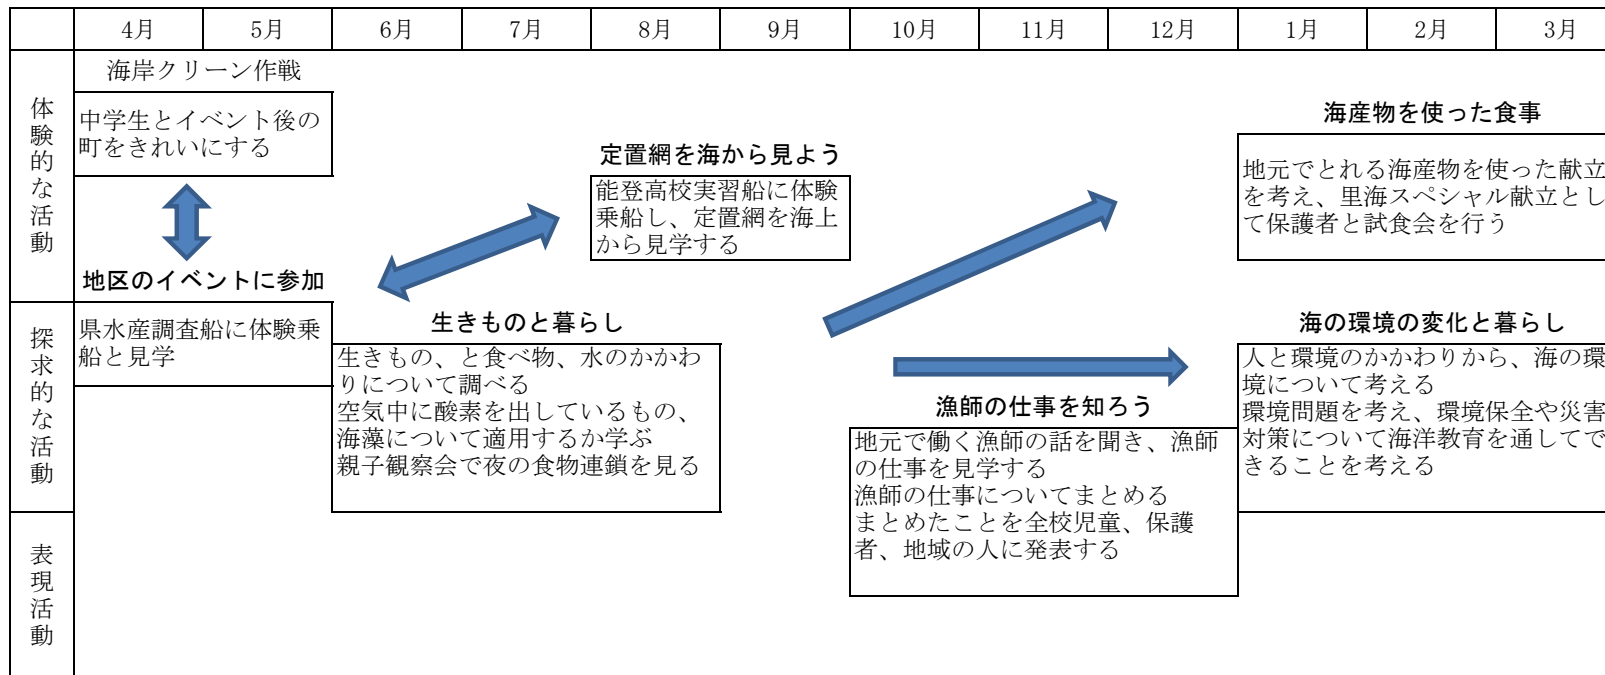 4月 5月 6月 7月 8月 9月 10月 11月 12月 1月 2月 3月
体験的な活動
海岸クリーン作戦
中学生とイベント後の
町をきれいにする
地区のイベントに参加
定置網を海から見よう
能登高校実習船に体験
乗船し、定置網を海上
から見学する
海産物を使った食事
地元でとれる海産物を使った献立
を考え、里海スペシャル献立とし
て保護者と試食会を行う
探求的な活動
県水産調査船に体験乗
船と見学
生きものと暮らし
生きもの、と食べ物、水のかかわ
りについて調べる
空気中に酸素を出しているもの、
海藻について適用するか学ぶ
親子観察会で夜の食物連鎖を見る
漁師の仕事を知ろう
地元で働く漁師の話を聞き、漁師
の仕事を見学する
漁師の仕事についてまとめる
まとめたことを全校児童、保護
者、地域の人に発表する
海の環境の変化と暮らし
人と環境のかかわりから、海の環
境について考える
環境問題を考え、環境保全や災害
対策について海洋教育を通してで
きることを考える
表現活動